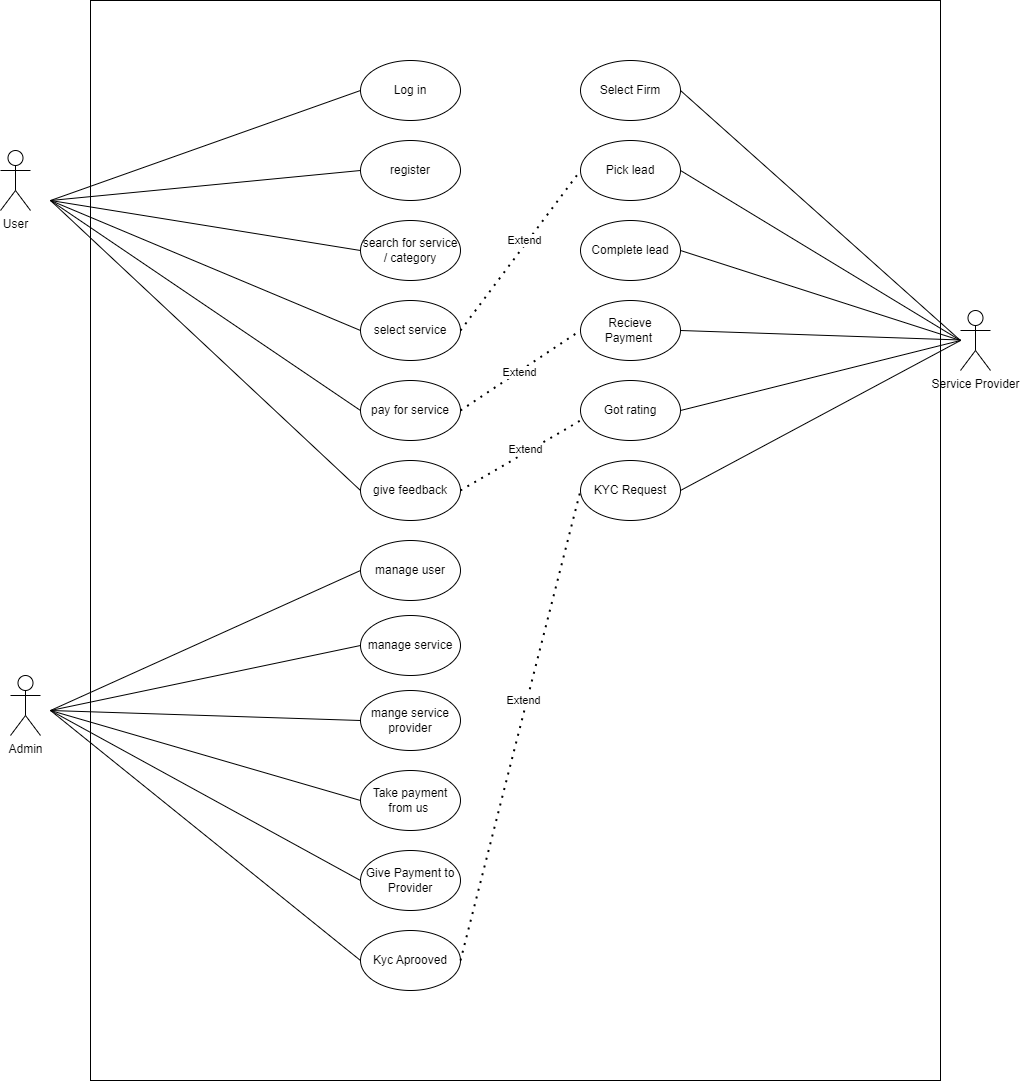 Log in
Select Firm
register
Pick lead
User
search for service
/ category
Extend
Complete lead
select service
Recieve
Payment
Extend
Service Provider
pay for service
Got rating
Extend
give feedback
KYC Request
manage user
manage service
Extend
mange service
provider
Admin
Take payment
from us
Give Payment to
Provider
Kyc Aprooved